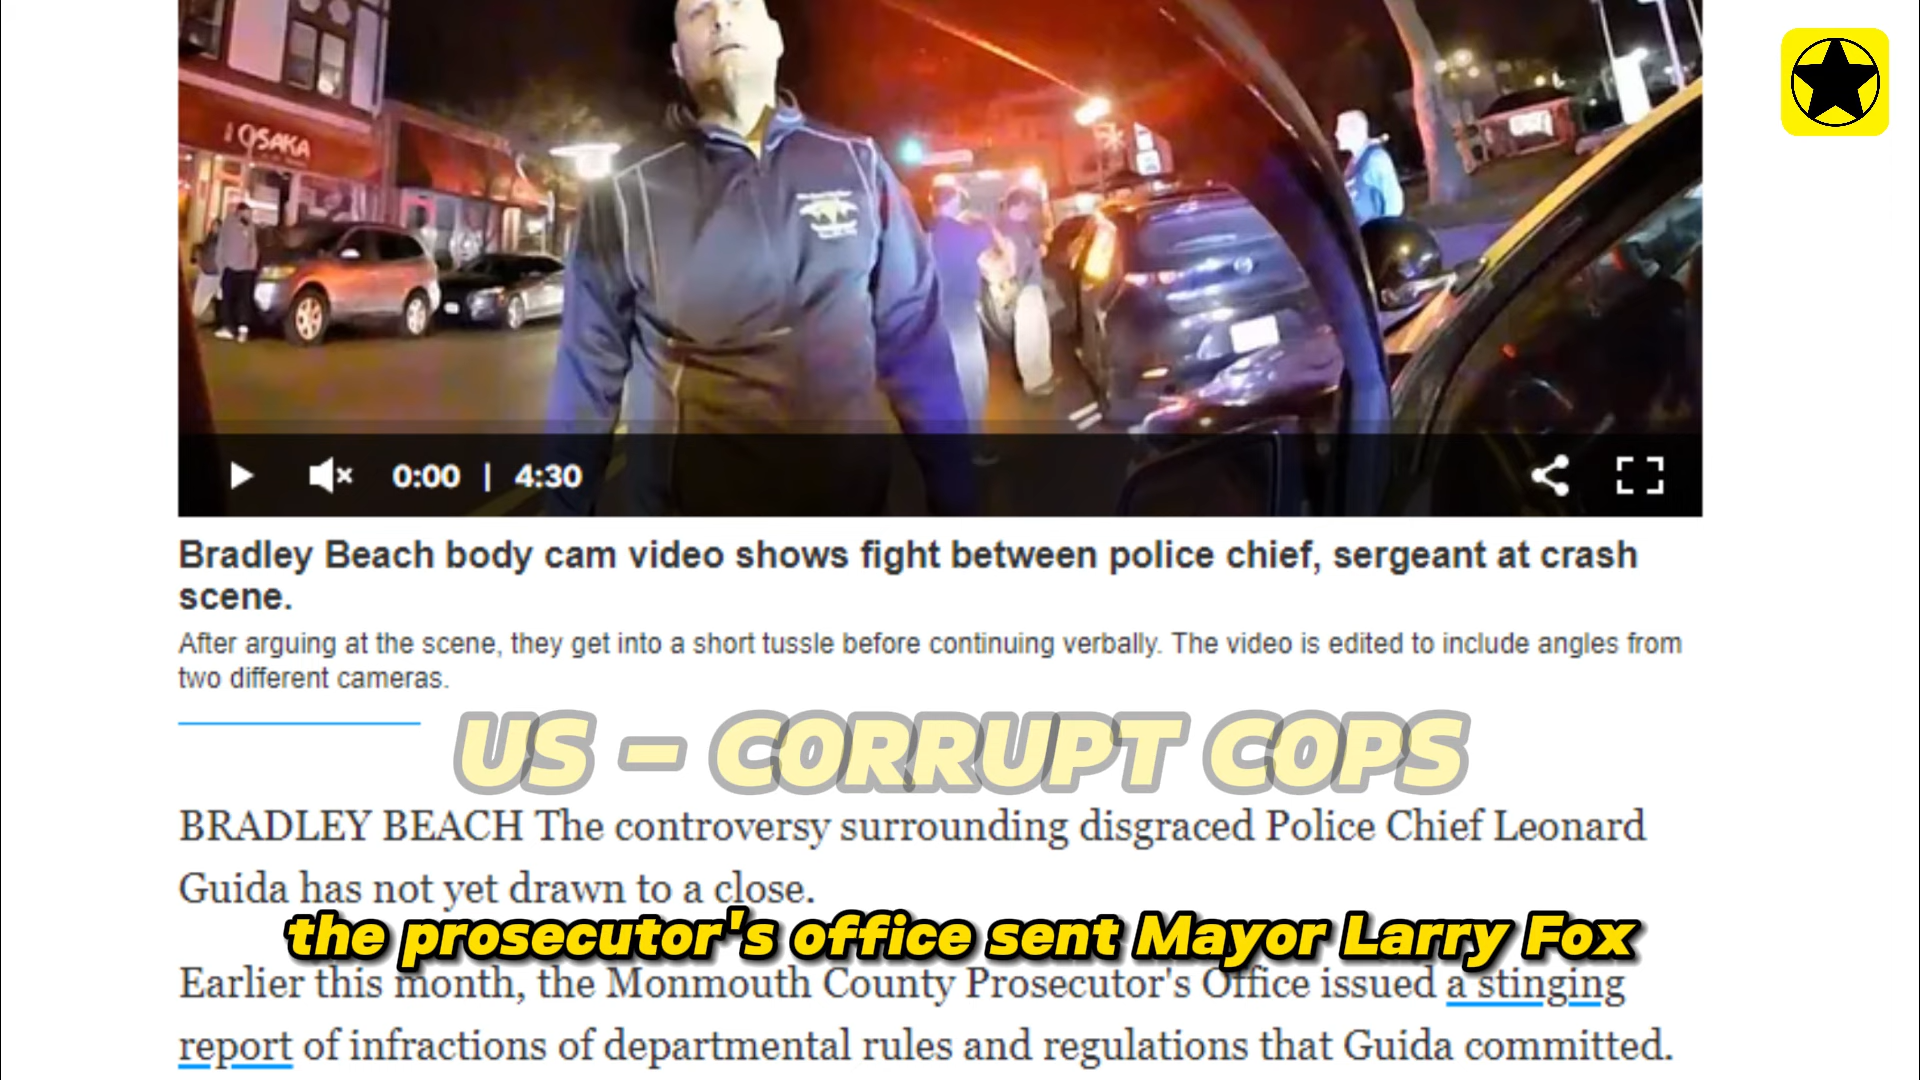 OSAKA
0:00 | 4:30
Bradley Beach body cam video shows fight between police chief, sergeant at crash
scene.
After arguing at the scene, they get into a short tussle before continuing verbally. The video is edited to include angles from
two different cameras.
US - CORRUPT COPS
BRADLEY BEACH The controversy surrounding disgraced Police Chief Leonard
Guida has not yet drawn to a close.
the prosecutor's office sent Mayor Larry Fox
Earlier this month, the Monmouth County Prosecutor's Office issued a stinging
report of infractions of departmental rules and regulations that Guida committed.